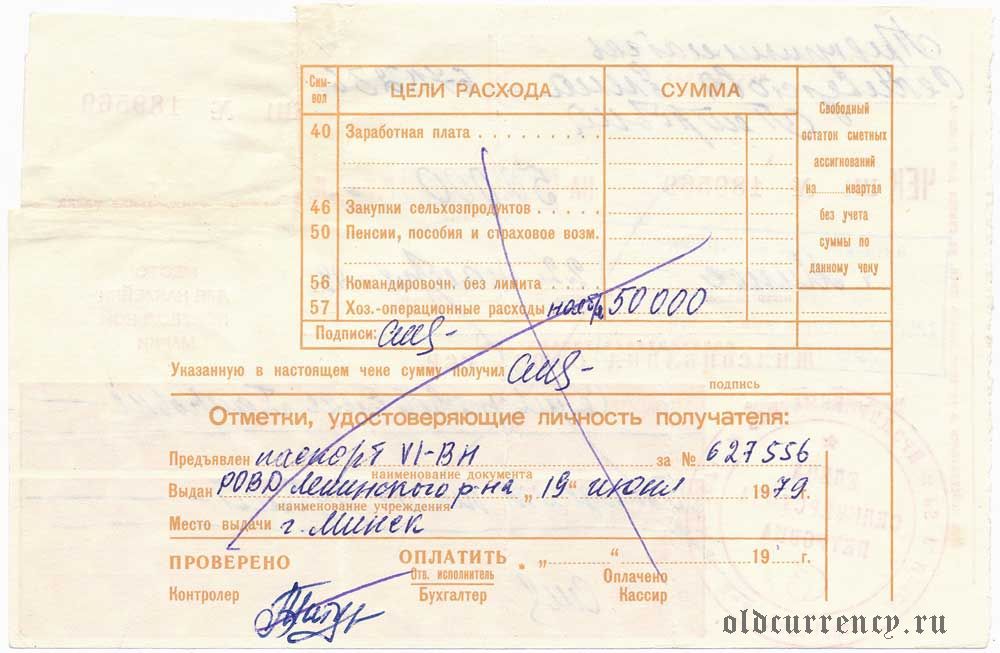 № 189569
Сим-вол ЦЕЛИ РАСХОДА СУММА
Свободный остаток сметных ассигнований на........квартал без учета суммы по данному чеку
40 Заработная плата . . . . . . . . .
46 Закупки сельхозпродуктов . . . . .
50 Пенсии, пособия и страховое возм.
56 Командировочн. без лимита . . . . .
57 Хоз.-операционные расходы 50000
Подписи:
Указанную в настоящем чеке сумму получил
подпись
Отметки, удостоверяющие личность получателя:
Предъявлен паспорт VI-ВН за № 627556
наименование документа
Выдан РОВД Ленинского р-на „ 19 “ июня 1979 г.
наименование учреждения
Место выдачи г. Минск
ПРОВЕРЕНО ОПЛАТИТЬ „ “ 19 г.
Отв. исполнитель Оплачено
Контролер Бухгалтер Кассир
oldcurrency.ru